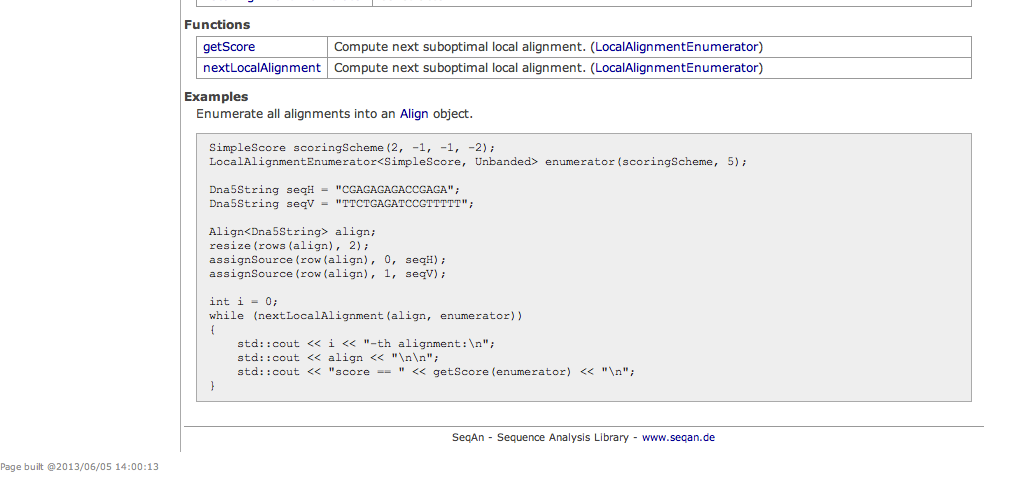 Functions
getScore Compute next suboptimal local alignment. (LocalAlignmentEnumerator)
nextLocalAlignment Compute next suboptimal local alignment. (LocalAlignmentEnumerator)
Examples
Enumerate all alignments into an Align object.
SimpleScore scoringScheme(2, -1, -1, -2);
LocalAlignmentEnumerator<SimpleScore, Unbanded> enumerator(scoringScheme, 5);
Dna5String seqH = "CGAGAGAGACCGAGA";
Dna5String seqV = "TTCTGAGATCCGTTTTT";
Align<Dna5String> align;
resize(rows(align), 2);
assignSource(row(align), 0, seqH);
assignSource(row(align), 1, seqV);
int i = 0;
while (nextLocalAlignment(align, enumerator))
{
    std::cout << i << "-th alignment:\n";
    std::cout << align << "\n\n";
    std::cout << "score == " << getScore(enumerator) << "\n";
}
SeqAn - Sequence Analysis Library - www.seqan.de
Page built @2013/06/05 14:00:13